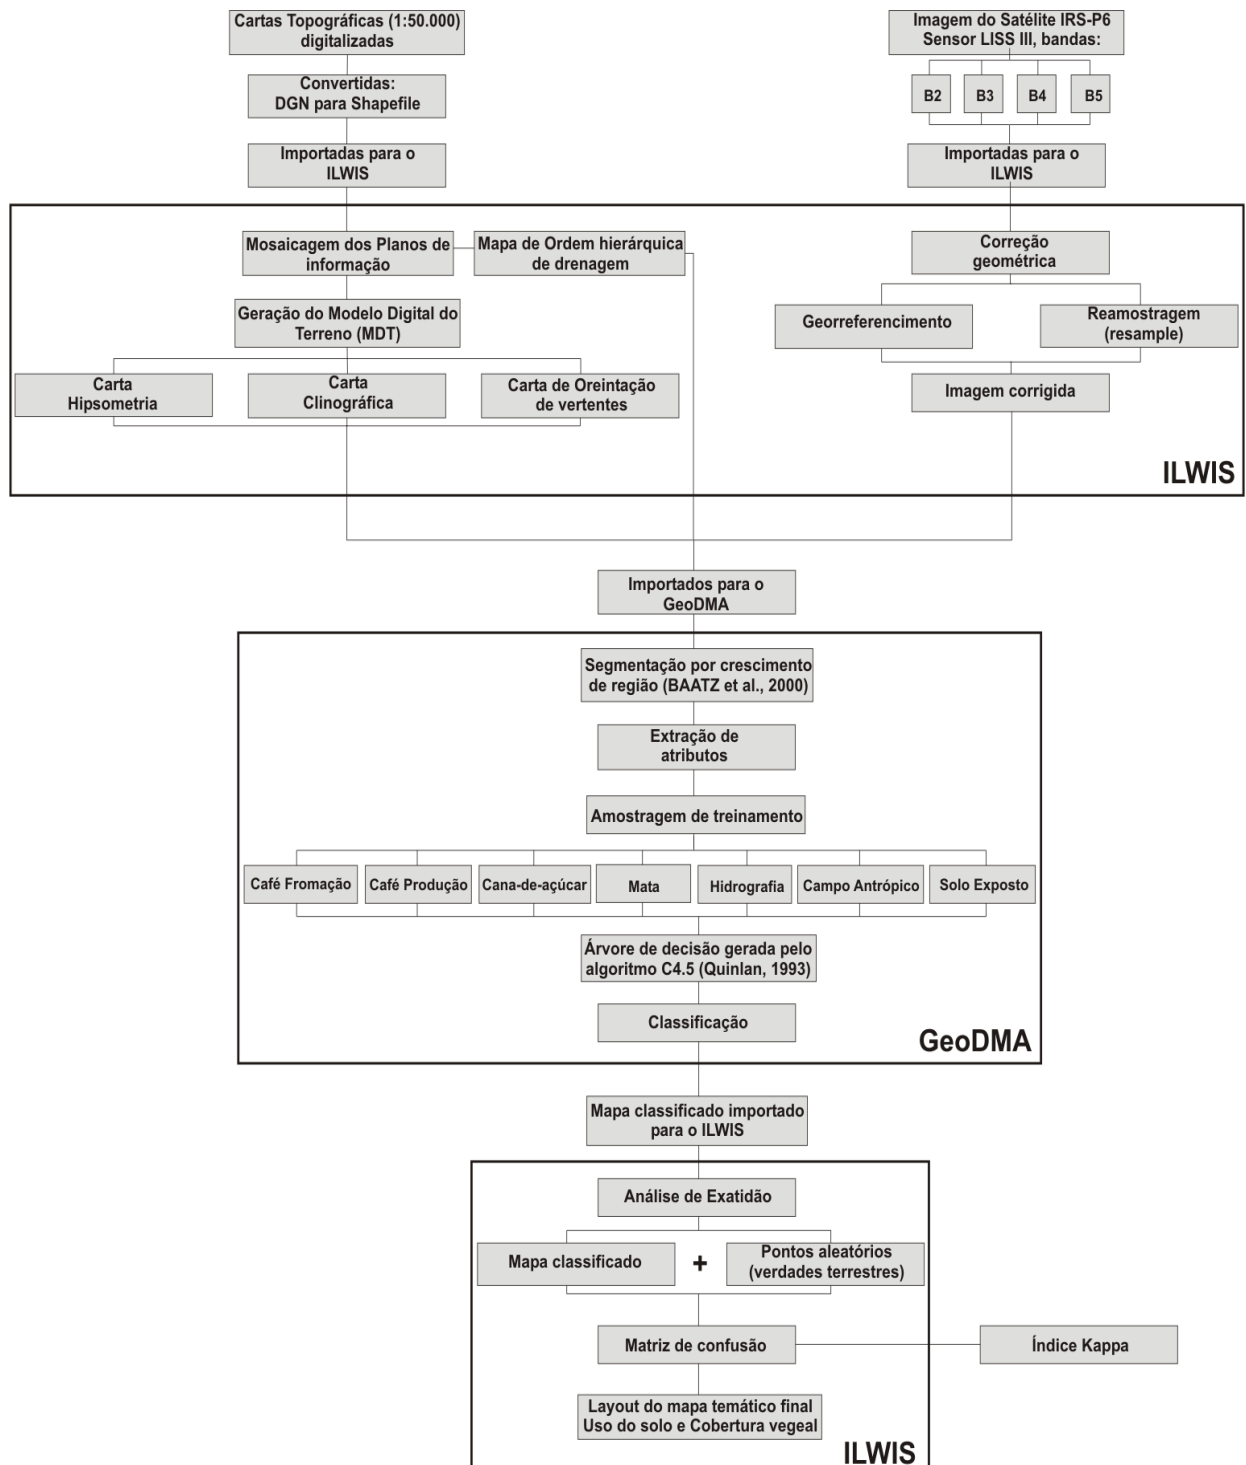 Cartas Topográficas (1:50.000)
digitalizadas
Convertidas:
DGN para Shapefile
Importadas para o
ILWIS
Imagem do Satélite IRS-P6
Sensor LISS III, bandas:
B2
B3
B4
B5
Importadas para o
ILWIS
Mosaicagem dos Planos de
informação
Mapa de Ordem hierárquica
de drenagem
Geração do Modelo Digital do
Terreno (MDT)
Carta
Hipsometria
Carta
Clinográfica
Carta de Oreintação
de vertentes
Correção
geométrica
Georreferencimento
Reamostragem
(resample)
Imagem corrigida
ILWIS
Importados para o
GeoDMA
Segmentação por crescimento
de região (BAATZ et al., 2000)
Extração de
atributos
Amostragem de treinamento
Café Fromação
Café Produção
Cana-de-açúcar
Mata
Hidrografia
Campo Antrópico
Solo Exposto
Árvore de decisão gerada pelo
algoritmo C4.5 (Quinlan, 1993)
Classificação
GeoDMA
Mapa classificado importado
para o ILWIS
Análise de Exatidão
Mapa classificado
+
Pontos aleatórios
(verdades terrestres)
Matriz de confusão
Índice Kappa
Layout do mapa temático final
Uso do solo e Cobertura vegeal
ILWIS